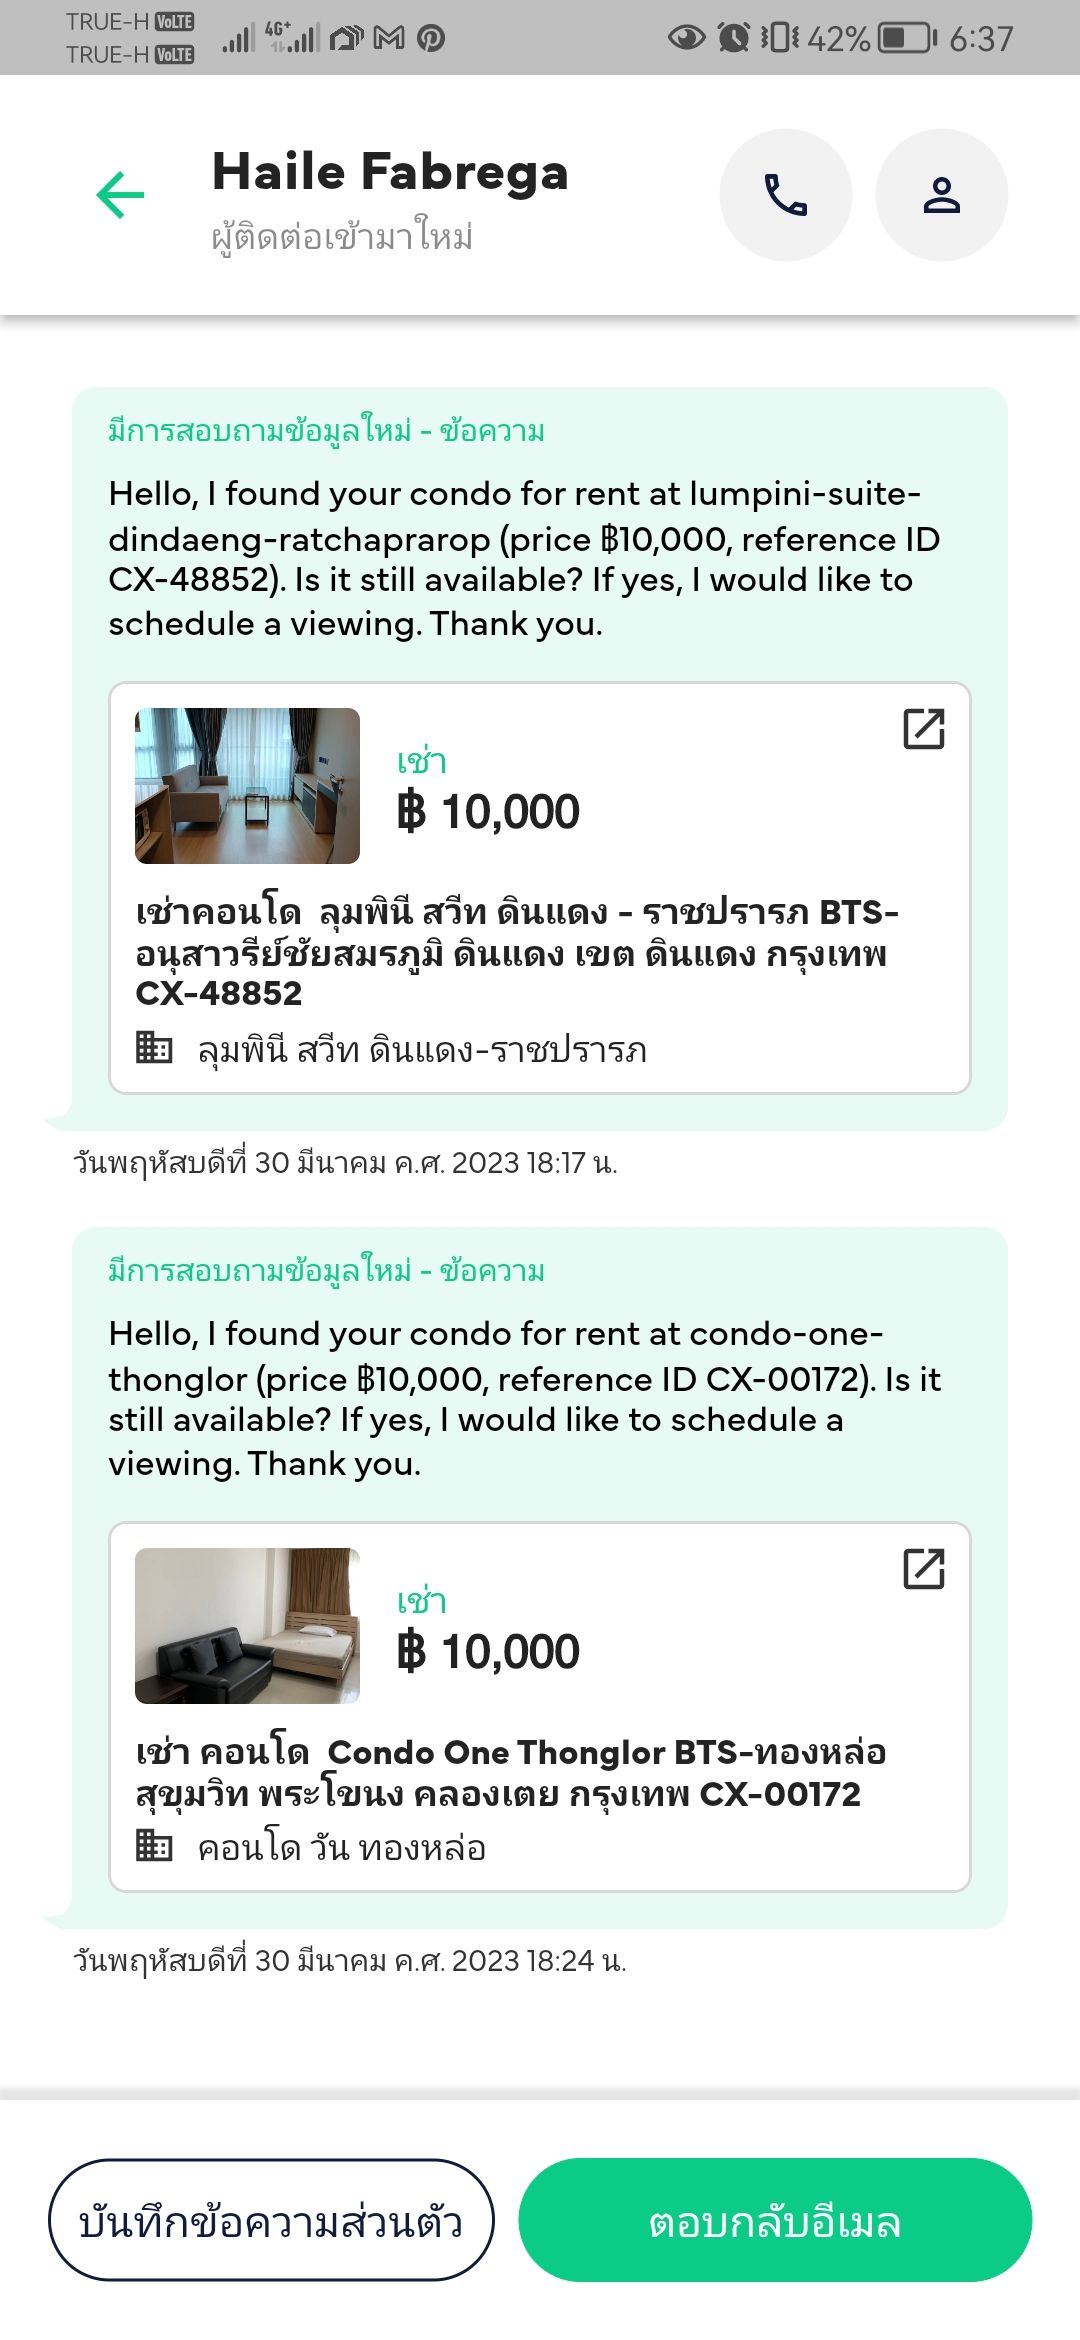 TRUE-H VoLTE
TRUE-H VoLTE
4G+
42%
6:37
Haile Fabrega
ผู้ติดต่อเข้ามาใหม่
มีการสอบถามข้อมูลใหม่ - ข้อความ
Hello, I found your condo for rent at lumpini-suite-
dindaeng-ratchaprarop (price ฿10,000, reference ID
CX-48852). Is it still available? If yes, I would like to
schedule a viewing. Thank you.
เช่า
฿ 10,000
เช่าคอนโด  ลุมพินี สวีท ดินแดง - ราชปรารภ BTS-
อนุสาวรีย์ชัยสมรภูมิ ดินแดง เขต ดินแดง กรุงเทพ
CX-48852
ลุมพินี สวีท ดินแดง-ราชปรารภ
วันพฤหัสบดีที่ 30 มีนาคม ค.ศ. 2023 18:17 น.
มีการสอบถามข้อมูลใหม่ - ข้อความ
Hello, I found your condo for rent at condo-one-
thonglor (price ฿10,000, reference ID CX-00172). Is it
still available? If yes, I would like to schedule a
viewing. Thank you.
เช่า
฿ 10,000
เช่า คอนโด  Condo One Thonglor BTS-ทองหล่อ
สุขุมวิท พระโขนง คลองเตย กรุงเทพ CX-00172
คอนโด วัน ทองหล่อ
วันพฤหัสบดีที่ 30 มีนาคม ค.ศ. 2023 18:24 น.
บันทึกข้อความส่วนตัว
ตอบกลับอีเมล